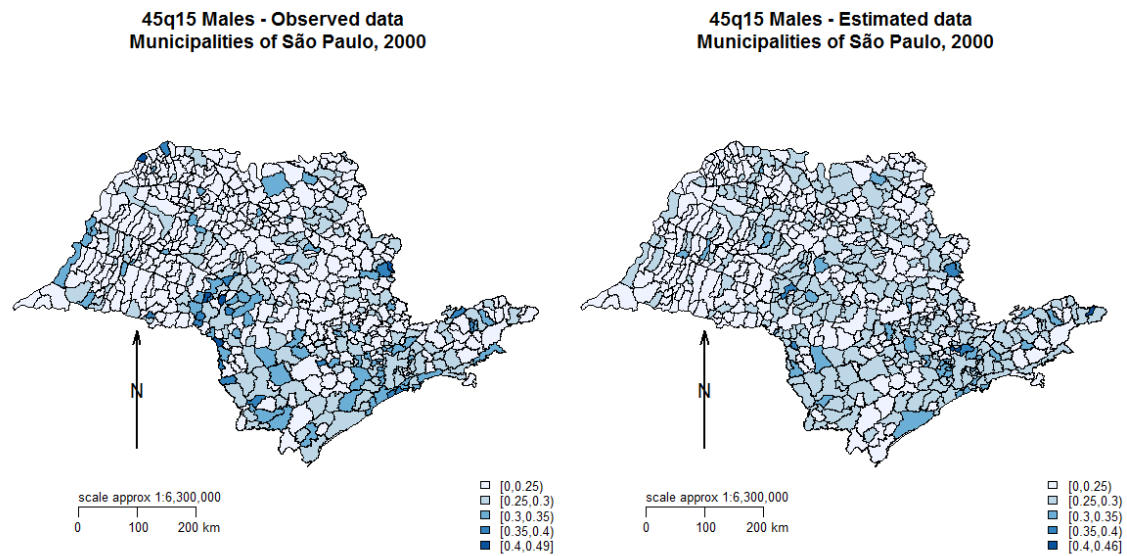 45q15 Males - Observed data
Municipalities of São Paulo, 2000
N
scale approx 1:6,300,000
0 100 200 km
[0,0.25)
[0.25,0.3)
[0.3,0.35)
[0.35,0.4)
[0.4,0.49]
45q15 Males - Estimated data
Municipalities of São Paulo, 2000
N
scale approx 1:6,300,000
0 100 200 km
[0,0.25)
[0.25,0.3)
[0.3,0.35)
[0.35,0.4)
[0.4,0.46]